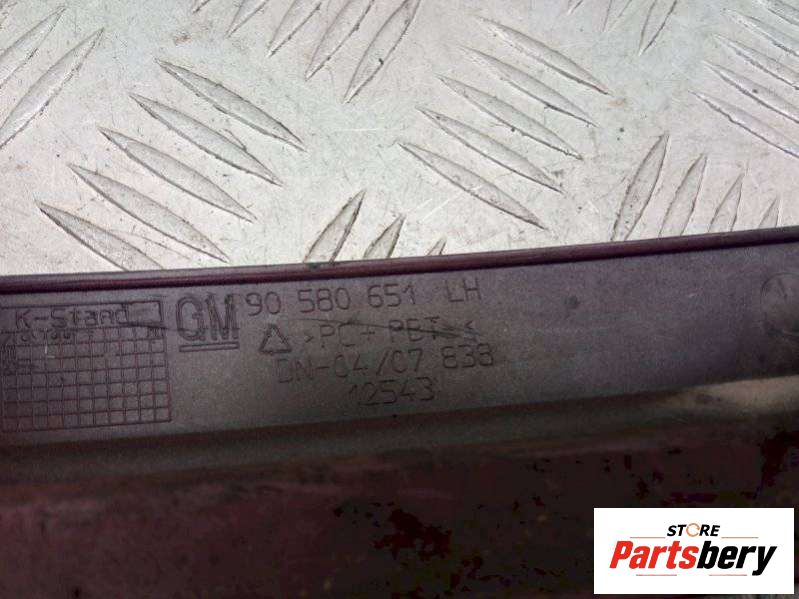 K-Stand
GM 90 580 651 LH
>PC+PBT<
DN-04/07 838
12543
STORE
Partsbery